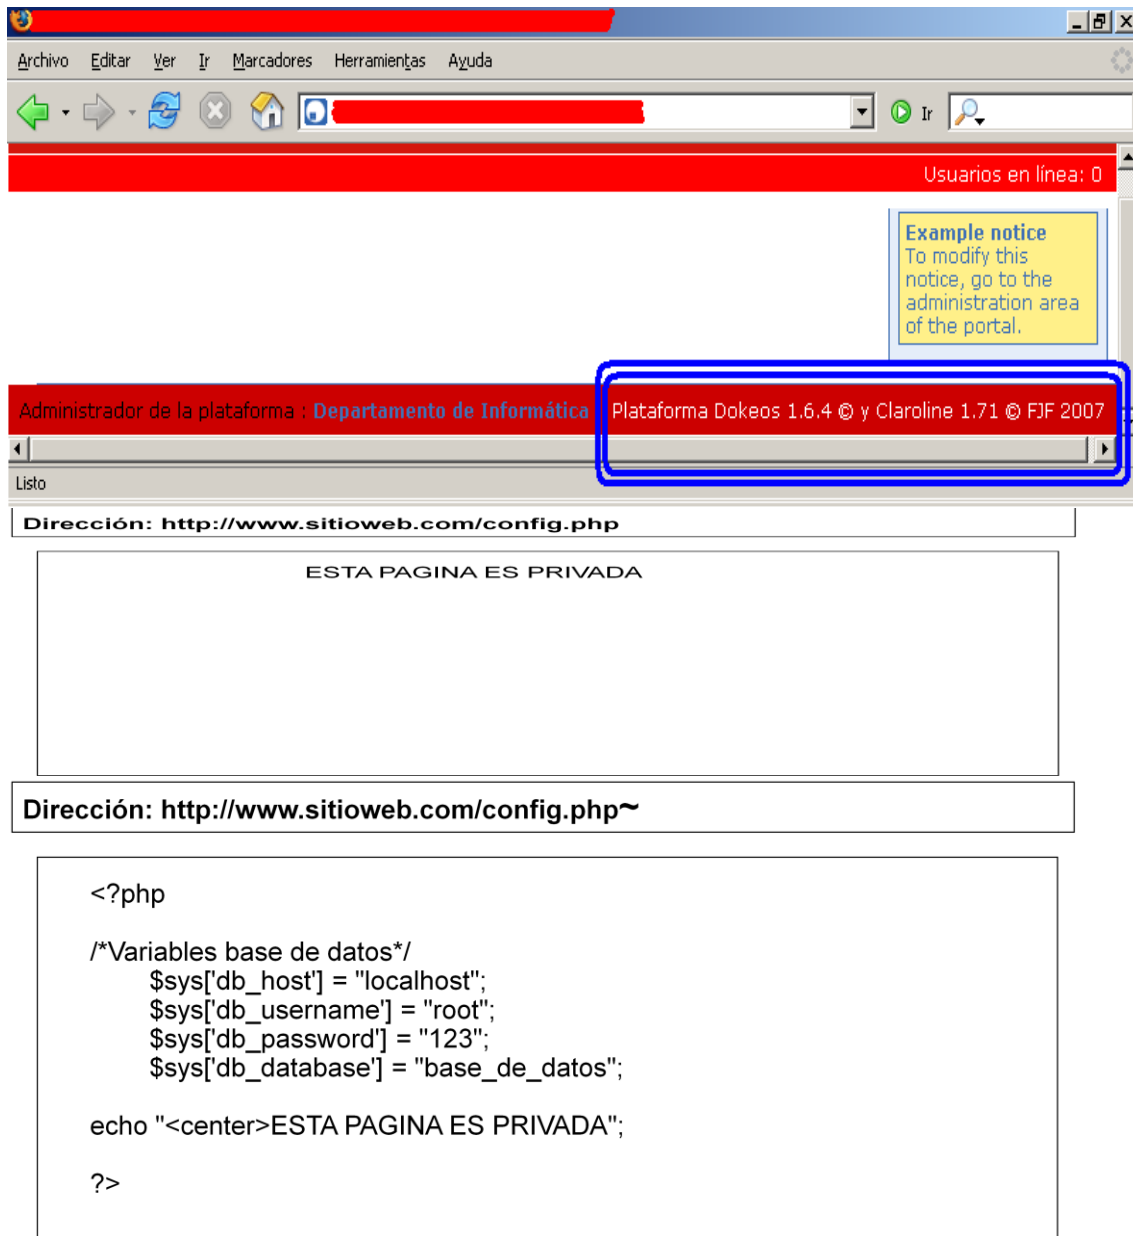 Archivo Editar Ver Ir Marcadores Herramientas Ayuda
Ir
Usuarios en línea: 0
Example notice
To modify this
notice, go to the
administration area
of the portal.
Administrador de la plataforma : Departamento de Informática Plataforma Dokeos 1.6.4 © y Claroline 1.71 © FJF 2007
Listo
Dirección: http://www.sitioweb.com/config.php
ESTA PAGINA ES PRIVADA
Dirección: http://www.sitioweb.com/config.php~
<?php
/*Variables base de datos*/
$sys['db_host'] = "localhost";
$sys['db_username'] = "root";
$sys['db_password'] = "123";
$sys['db_database'] = "base_de_datos";
echo "<center>ESTA PAGINA ES PRIVADA";
?>